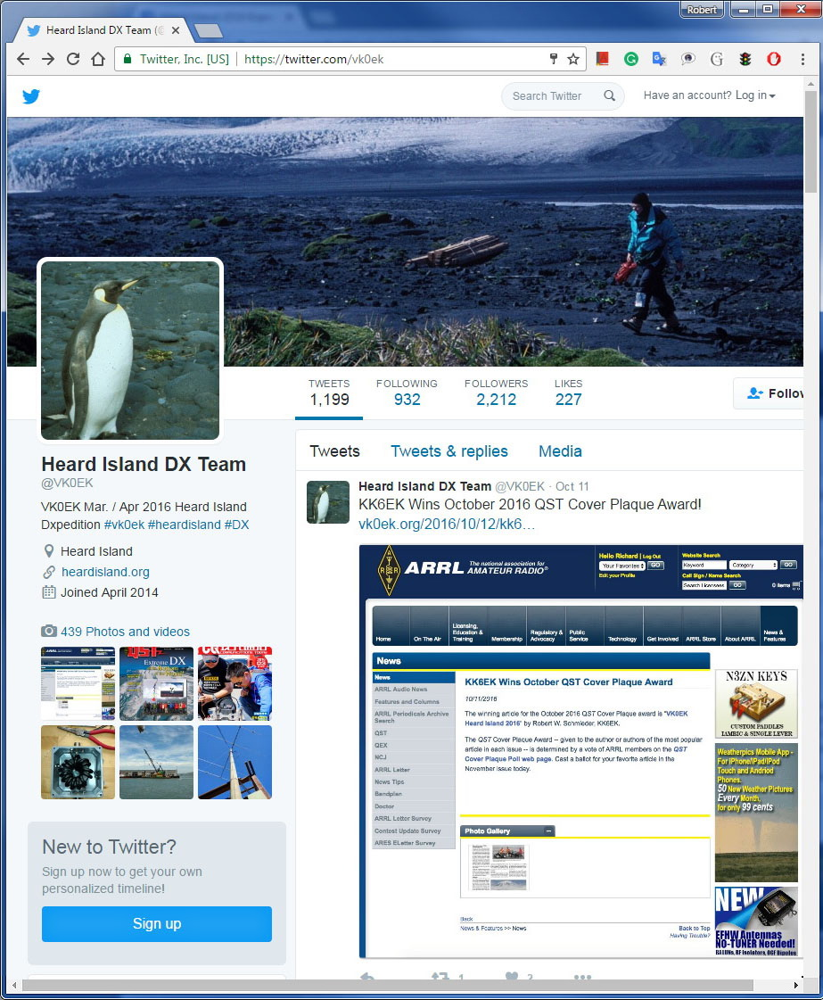 Robert
Heard Island DX Team (@
Twitter, Inc. [US]
https://twitter.com/vk0ek
Search Twitter
Have an account? Log in
TWEETS
1,199
FOLLOWING
932
FOLLOWERS
2,212
LIKES
227
Follow
Heard Island DX Team
@VK0EK
VK0EK Mar. / Apr 2016 Heard Island
Dxpedition #vk0ek #heardisland #DX
Heard Island
heardisland.org
Joined April 2014
439 Photos and videos
Extreme DX
New to Twitter?
Sign up now to get your own
personalized timeline!
Sign up
Tweets
Tweets & replies
Media
Heard Island DX Team @VK0EK · Oct 11
KK6EK Wins October 2016 QST Cover Plaque Award!
vk0ek.org/2016/10/12/kk6…
ARRL The national association for
AMATEUR RADIO®
Hello Richard | Log Out
Your Favorites GO
Edit your Profile
Website Search
Keyword Category GO
Call Sign / Name Search
Search Licensees GO
0 Items
Home
On The Air
Licensing,
Education &
Training
Membership
Regulatory &
Advocacy
Public
Service
Technology
Get Involved
ARRL Store
About ARRL
News &
Features
News
News
ARRL Audio News
Features and Columns
ARRL Periodicals Archive
Search
QST
QEX
NCJ
ARRL Letter
News Tips
Bandplan
Doctor
ARRL Letter Survey
Contest Update Survey
ARES ELetter Survey
KK6EK Wins October QST Cover Plaque Award
10/11/2016
The winning article for the October 2016 QST Cover Plaque award is "VK0EK
Heard Island 2016" by Robert W. Schmieder, KK6EK.
The QST Cover Plaque Award -- given to the author or authors of the most popular
article in each issue -- is determined by a vote of ARRL members on the QST
Cover Plaque Poll web page. Cast a ballot for your favorite article in the
November issue today.
Photo Gallery
Back
News & Features >> News
Back to Top
Having Trouble?
N3ZN KEYS
CUSTOM PADDLES
IAMBIC & SINGLE LEVER
Weatherpics Mobile App -
For iPhone/iPad/iPod
Touch and Andriod
Phones.
50 New Weather Pictures
Every Month,
for only 99 cents
NEW
EFHW Antennas
NO-TUNER Needed!
BALUNs, RF Isolators, OCF Dipoles
1
2